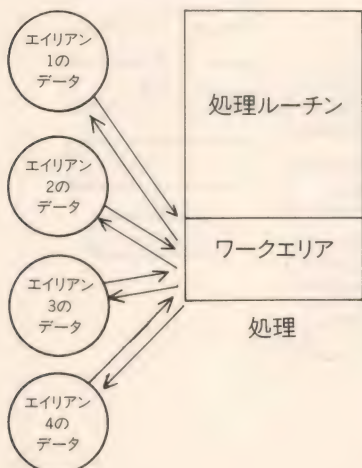 エイリアン
1の
データ
エイリアン
2の
データ
エイリアン
3の
データ
エイリアン
4の
データ
処理ルーチン
ワークエリア
処理